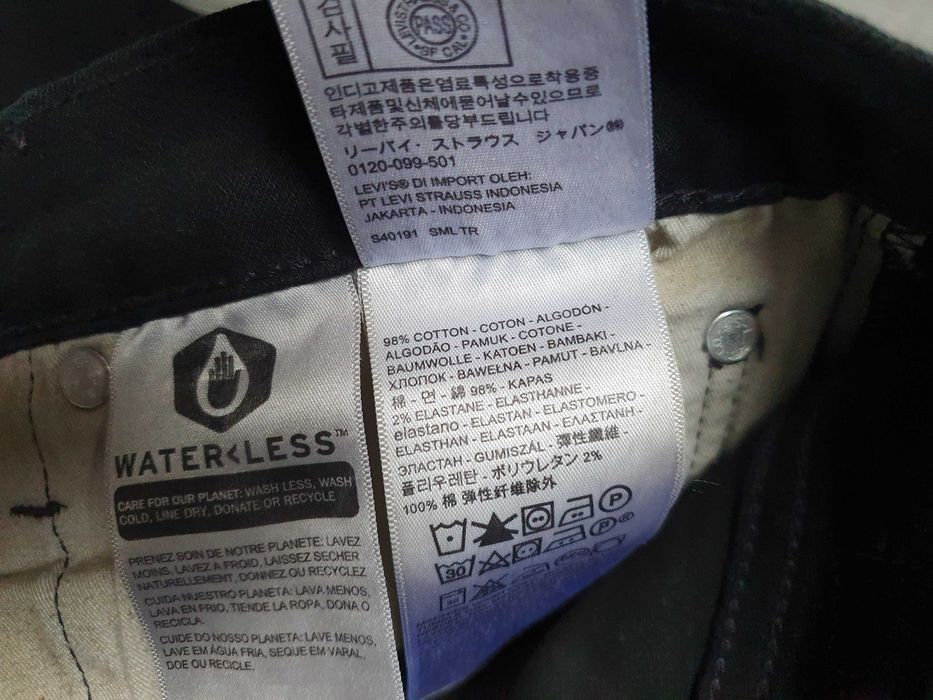 검
사
필
LEVI STRAUSS & CO
PASS
SF CAL
인디고제품은염료특성으로착용중
타제품및신체에묻어날수있으므로
각별한주의를당부드립니다
リーバイ・ストラウス ジャパン㈱
0120-099-501
LEVI'S® DI IMPORT OLEH:
PT LEVI STRAUSS INDONESIA
JAKARTA - INDONESIA
S40191 SML TR
WATER<LESS™
CARE FOR OUR PLANET: WASH LESS, WASH
COLD, LINE DRY, DONATE OR RECYCLE
PRENEZ SOIN DE NOTRE PLANETE: LAVEZ
MOINS, LAVEZ A FROID, LAISSEZ SECHER
NATURELLEMENT, DONNEZ OU RECYCLEZ
CUIDA NUESTRO PLANETA: LAVA MENOS,
LAVA EN FRIO, TIENDE LA ROPA, DONA O
RECICLA.
CUIDE DO NOSSO PLANETA: LAVE MENOS,
LAVE EM ÁGUA FRIA, SEQUE EM VARAL,
DOE OU RECICLE.
98% COTTON - COTON - ALGODÓN -
ALGODÃO - PAMUK - COTONE -
BAUMWOLLE - KATOEN - BAMBAKI -
ХЛОПОК - BAWEŁNA - PAMUT - BAVLNA -
棉 - 면 - 綿 98% - KAPAS
2% ELASTANE - ELASTHANNE -
elastano - ELASTAN - ELASTOMERO -
ELASTHAN - ELASTAAN - ΕΛΑΣΤΑΝΗ -
ЭЛАСТАН - GUMISZÁL - 弾性纖維
폴리우레탄 - ポリウレタン 2%
100% 棉 弹性纤维除外
P
30 P ®
30